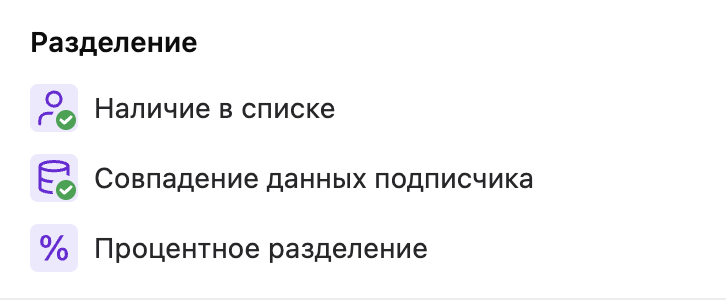 Разделение
Наличие в списке
Совпадение данных подписчика
% Процентное разделение